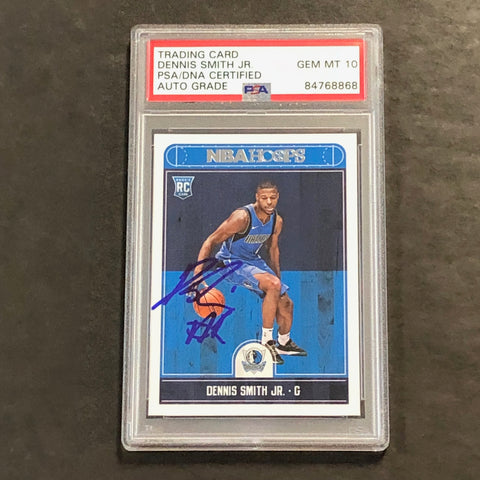 TRADING CARD
DENNIS SMITH JR.
PSA/DNA CERTIFIED
AUTO GRADE
GEM MT 10
84768868
PSA
NBA HOOPS
RC
DENNIS SMITH JR. • G